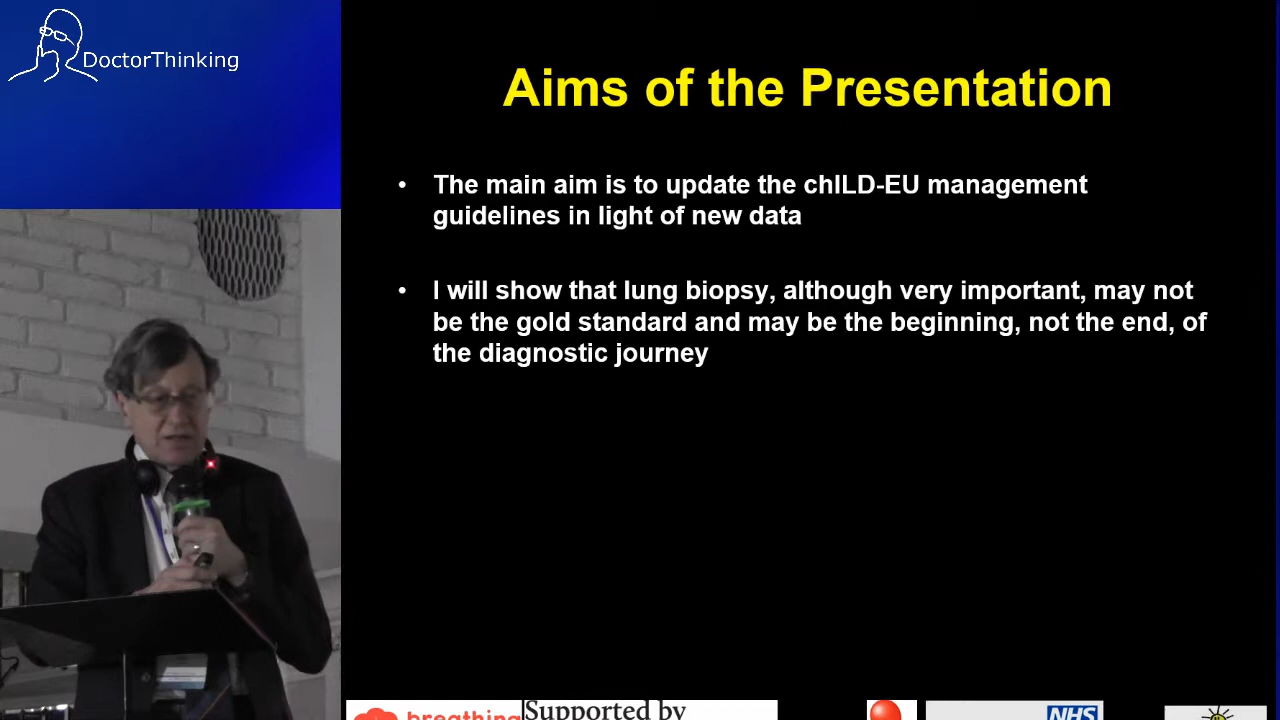 DoctorThinking
Aims of the Presentation
• The main aim is to update the chILD-EU management
guidelines in light of new data
• I will show that lung biopsy, although very important, may not
be the gold standard and may be the beginning, not the end, of
the diagnostic journey
breathing
Supported by
NHS